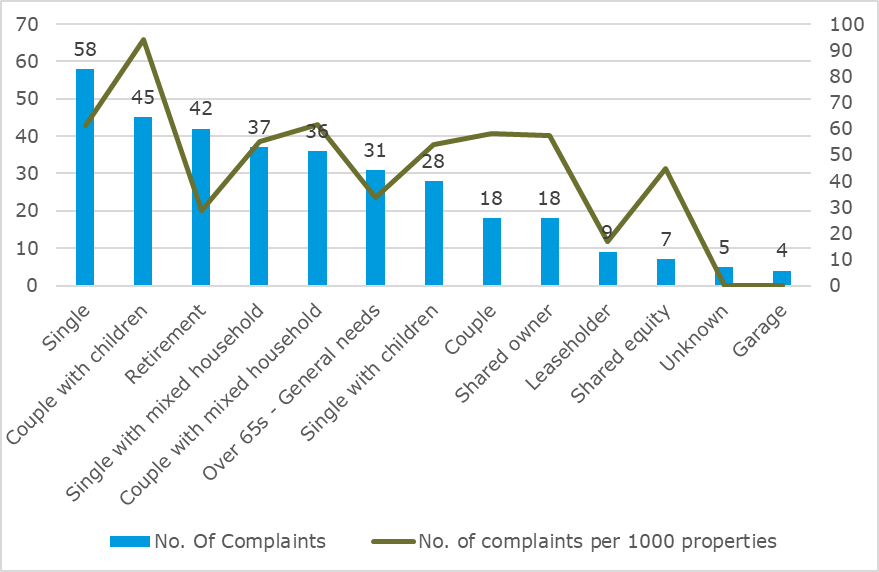 70
60
50
40
30
20
10
0
100
90
80
70
60
50
40
30
20
10
0
58
45
42
37
36
31
28
18
18
9
7
5
4
Single
Couple with children
Retirement
Single with mixed household
Couple with mixed household
Over 65s - General needs
Single with children
Couple
Shared owner
Leaseholder
Shared equity
Unknown
Garage
No. Of Complaints
No. of complaints per 1000 properties